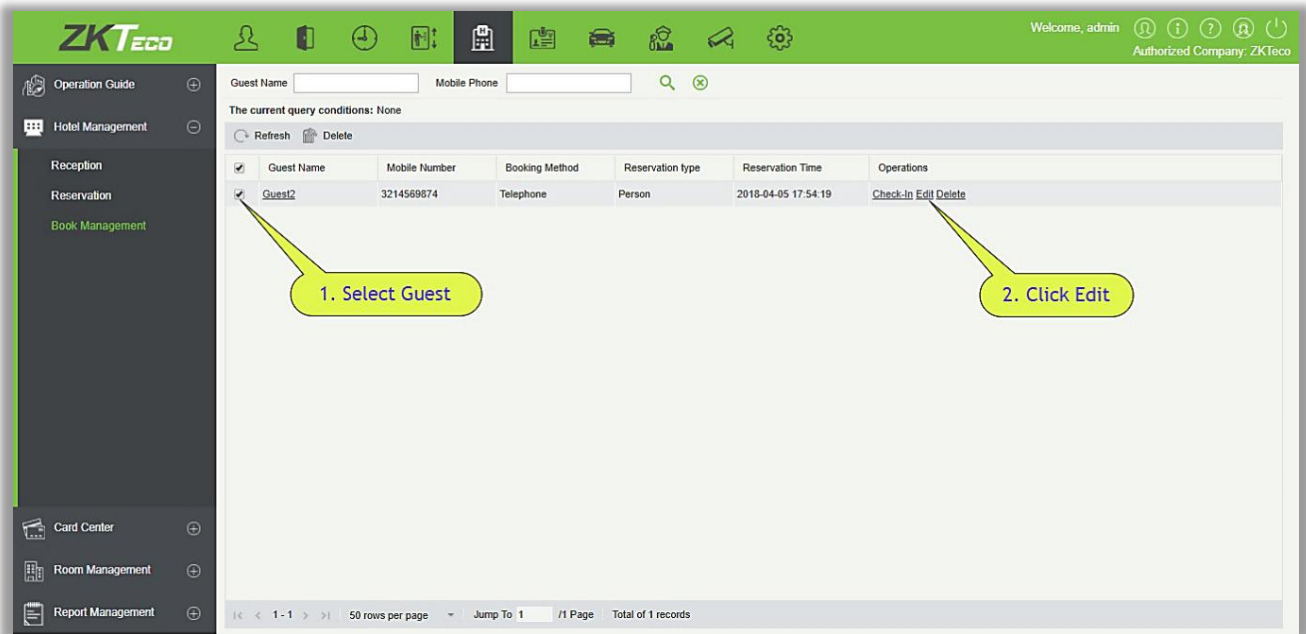 ZKTeco
Welcome, admin
Authorized Company: ZKTeco
Operation Guide
Hotel Management
Reception
Reservation
Book Management
Card Center
Room Management
Report Management
Guest Name Mobile Phone
The current query conditions: None
Refresh Delete
Guest Name Mobile Number Booking Method Reservation type Reservation Time Operations
Guest2 3214569874 Telephone Person 2018-04-05 17:54:19 Check-In Edit Delete
1. Select Guest
2. Click Edit
1 - 1 50 rows per page Jump To 1 /1 Page Total of 1 records